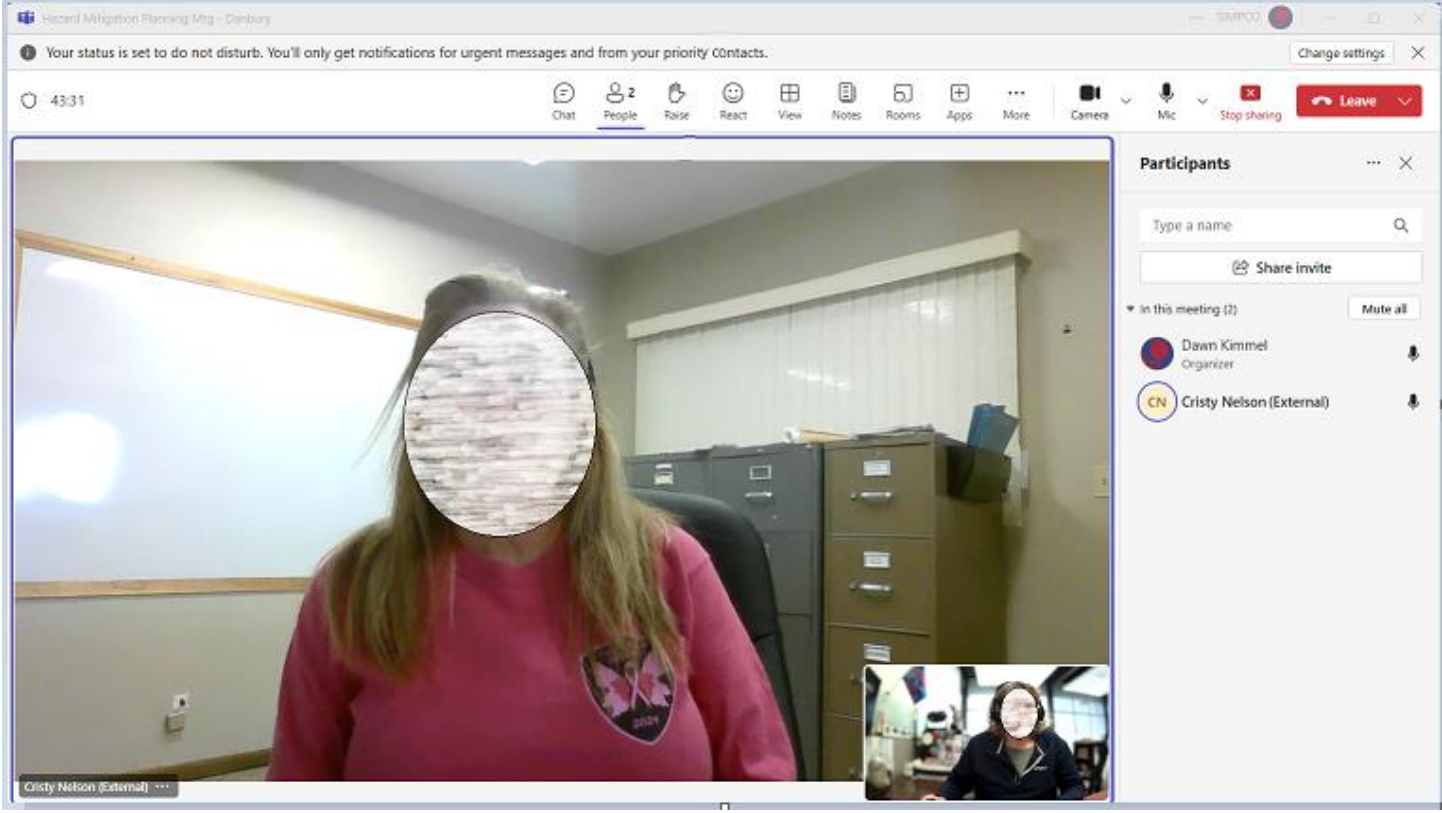 Hazard Mitigation Planning Mtg - Danbury
SIMPCO
Your status is set to do not disturb. You'll only get notifications for urgent messages and from your priority contacts.
Change settings
43:31
Chat
People
2
Raise
React
View
Notes
Rooms
Apps
More
Camera
Mic
Stop sharing
Leave
Participants
Type a name
Share invite
In this meeting (2)
Mute all
Dawn Kimmel
Organizer
CN
Cristy Nelson (External)
2024
Cristy Nelson (External)